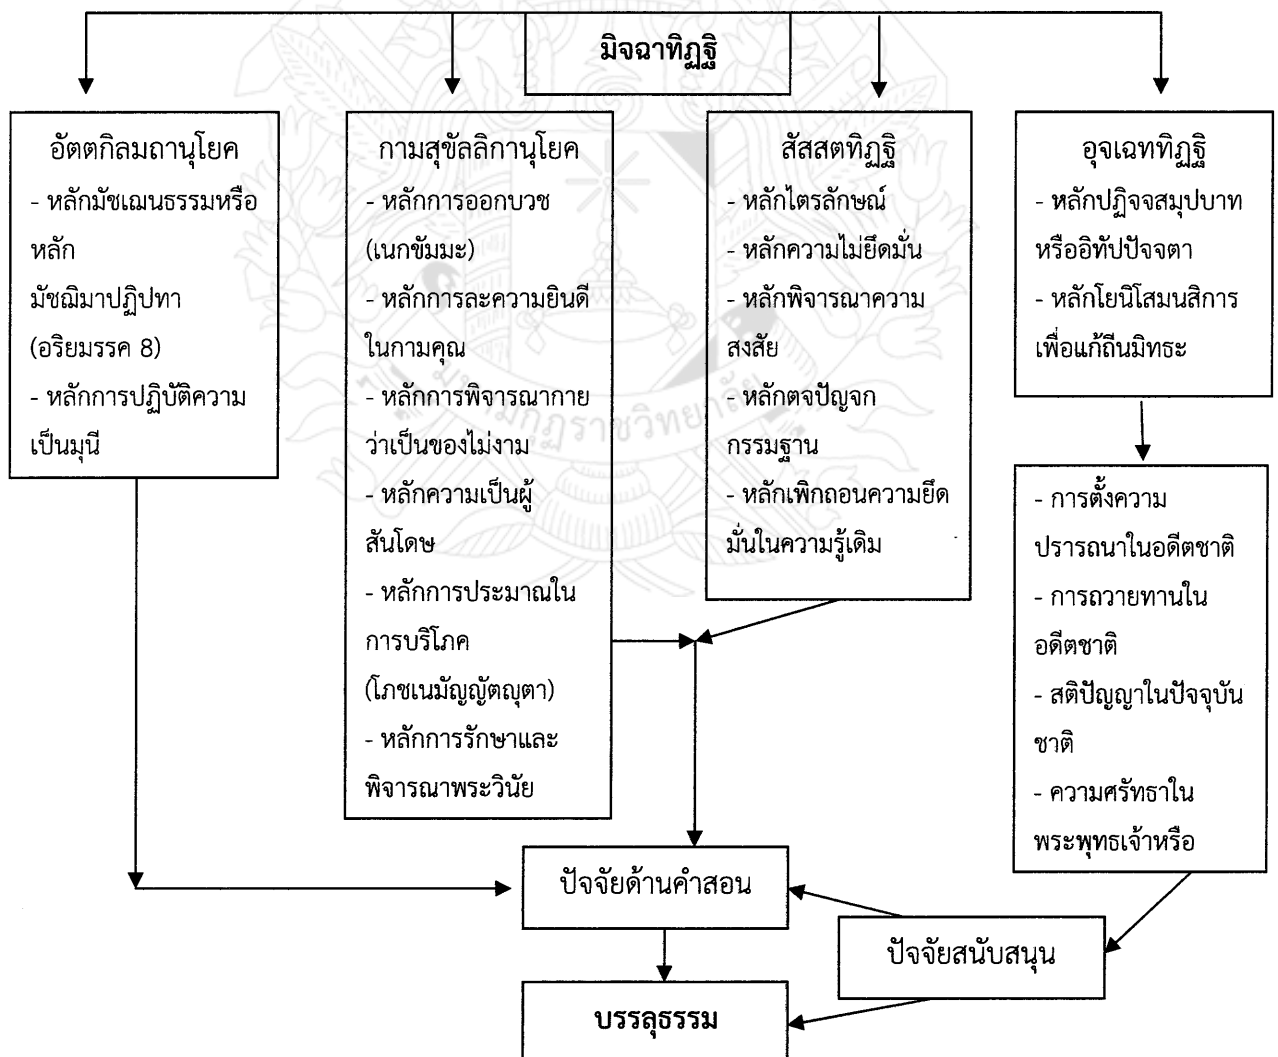 มิจฉาทิฏฐิ
อัตตกิลมถานุโยค
- หลักมัชเฌนธรรมหรือ
หลัก
มัชฌิมาปฏิปทา
(อริยมรรค 8)
- หลักการปฏิบัติความ
เป็นมุนี
กามสุขัลลิกานุโยค
- หลักการออกบวช
(เนกขัมมะ)
- หลักการละความยินดี
ในกามคุณ
- หลักการพิจารณากาย
ว่าเป็นของไม่งาม
- หลักความเป็นผู้
สันโดษ
- หลักการประมาณใน
การบริโภค
(โภชเนมัญญัตญุตา)
- หลักการรักษาและ
พิจารณาพระวินัย
สัสสตทิฏฐิ
- หลักไตรลักษณ์
- หลักความไม่ยึดมั่น
- หลักพิจารณาความ
สงสัย
- หลักตจปัญจก
กรรมฐาน
- หลักเพิกถอนความยึด
มั่นในความรู้เดิม
อุจเฉททิฏฐิ
- หลักปฏิจจสมุปบาท
หรืออิทัปปัจจตา
- หลักโยนิโสมนสิการ
เพื่อแก้ถีนมิทธะ
- การตั้งความ
ปรารถนาในอดีตชาติ
- การถวายทานใน
อดีตชาติ
- สติปัญญาในปัจจุบัน
ชาติ
- ความศรัทธาใน
พระพุทธเจ้าหรือ
ปัจจัยด้านคำสอน
ปัจจัยสนับสนุน
บรรลุธรรม
มหามกุฏราชวิทยาลัย